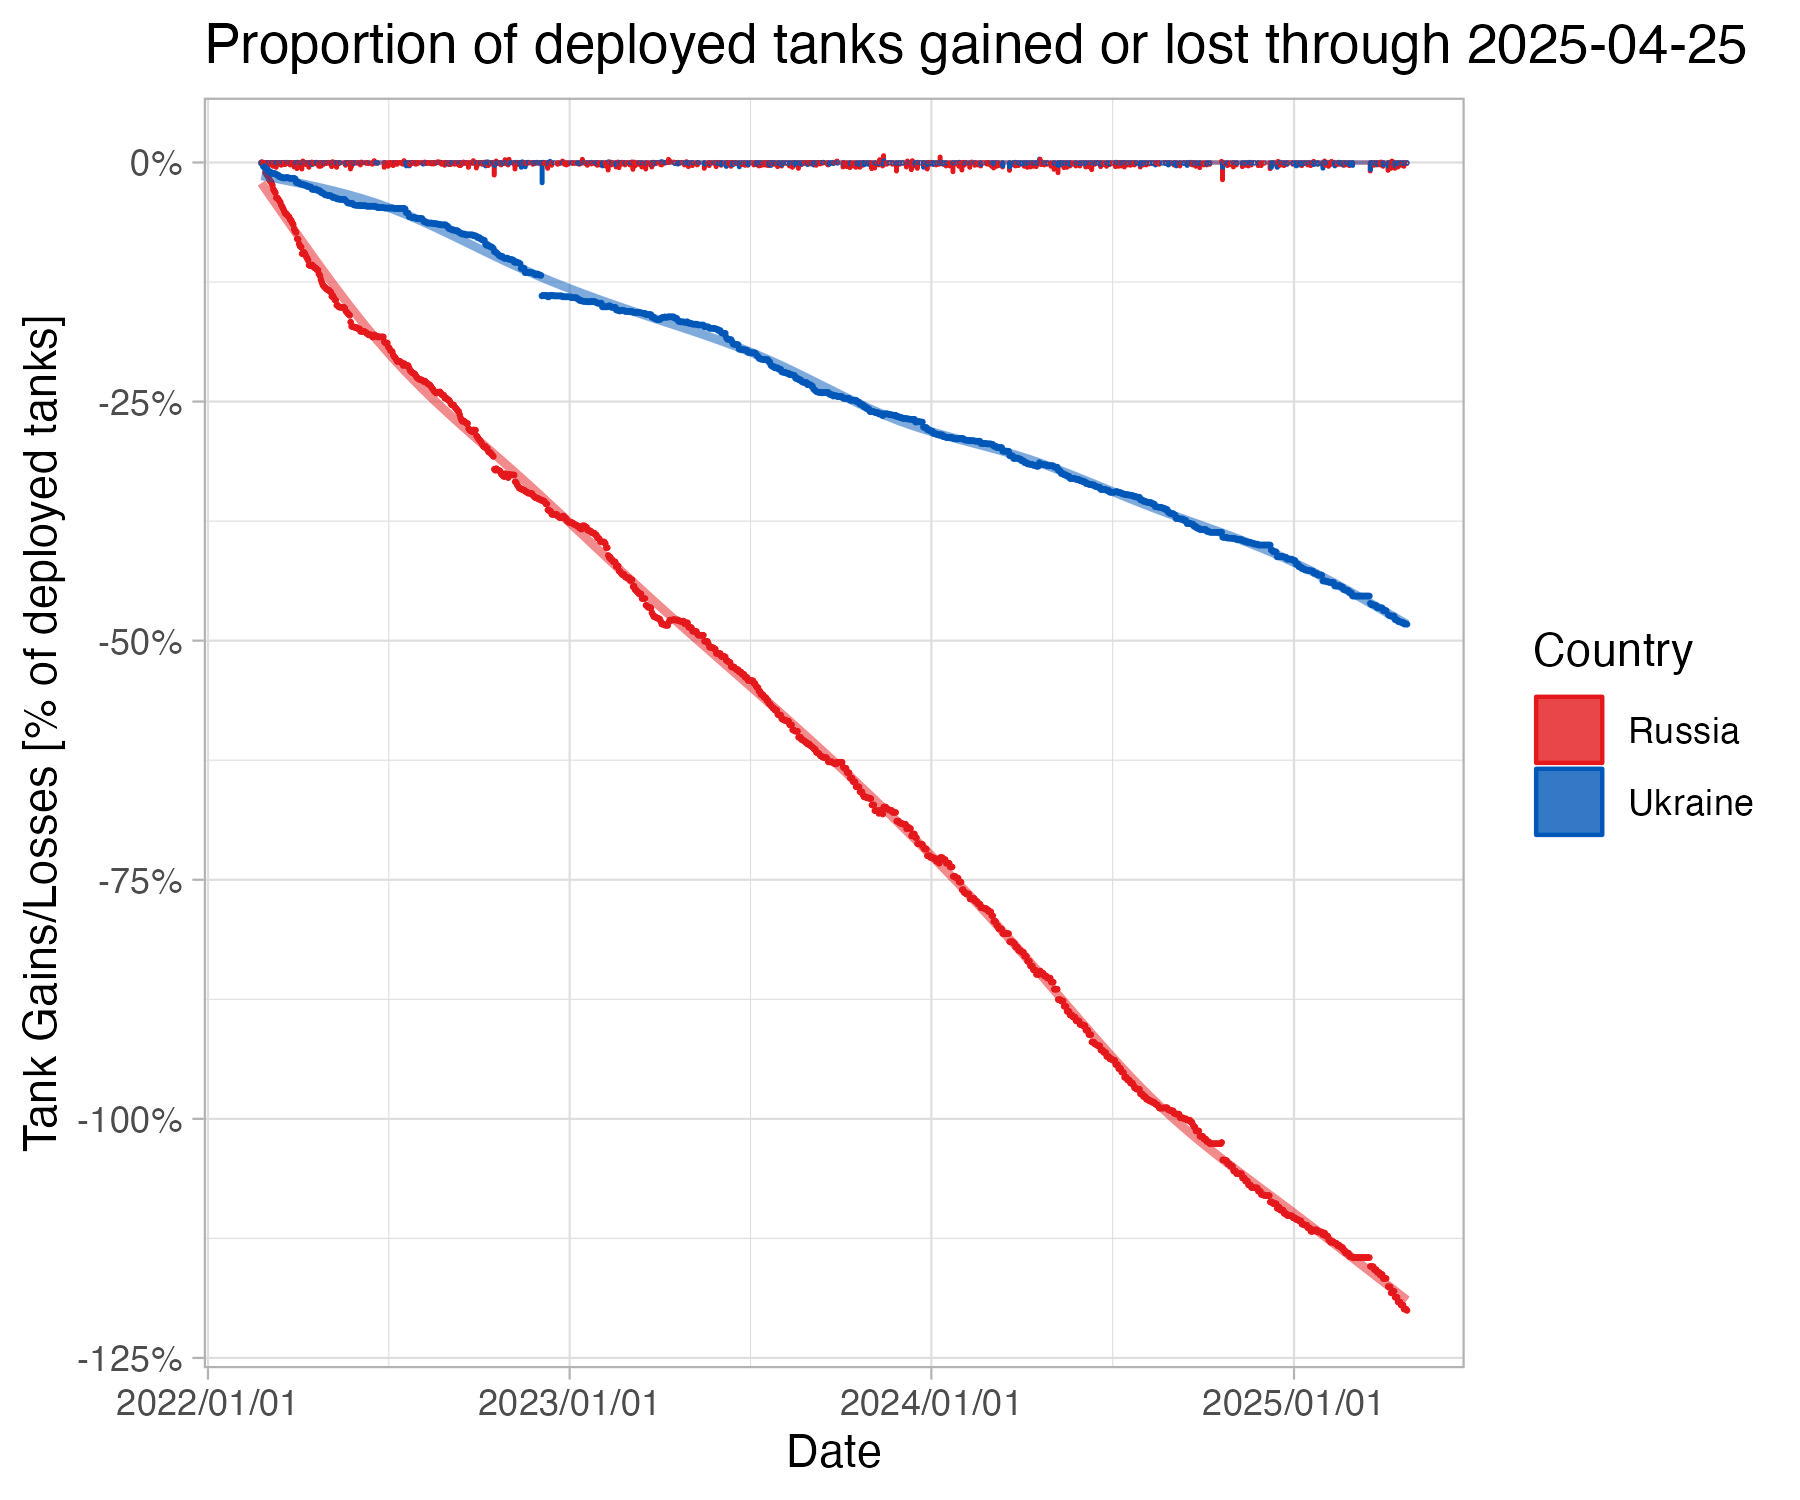 Proportion of deployed tanks gained or lost through 2025-04-25
Tank Gains/Losses [% of deployed tanks]
0%
-25%
-50%
-75%
-100%
-125%
2022/01/01
2023/01/01
2024/01/01
2025/01/01
Date
Country
Russia
Ukraine